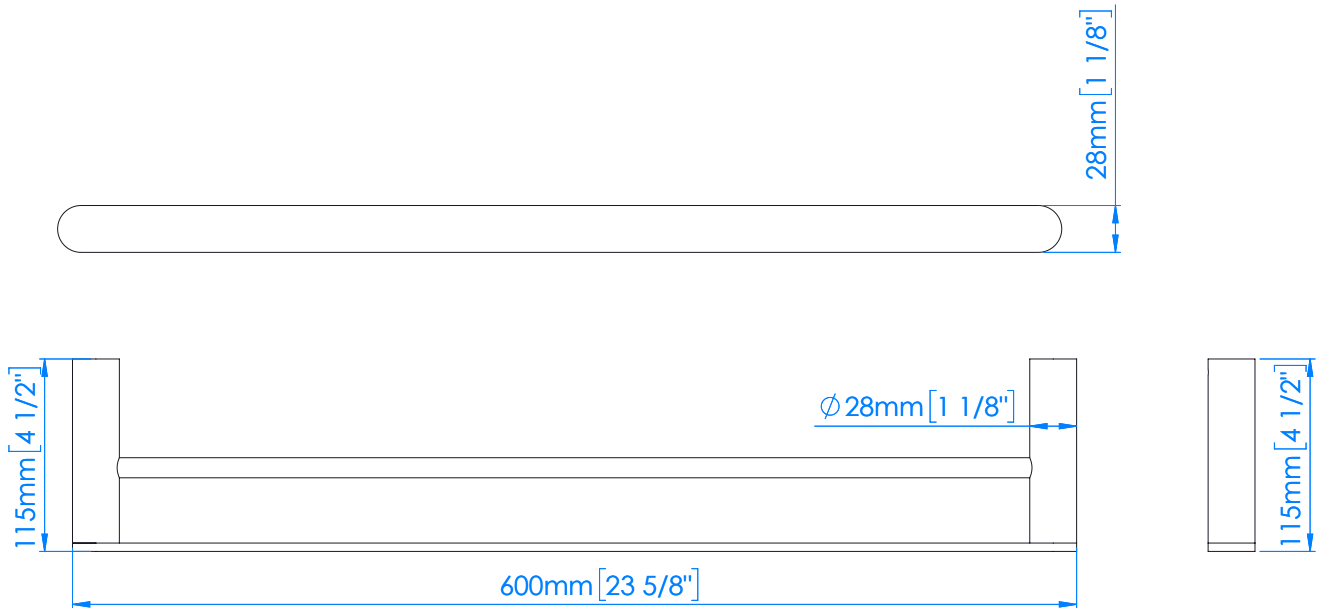 28mm[1 1/8"]
115mm[4 1/2"]
∅28mm[1 1/8"]
115mm[4 1/2"]
600mm[23 5/8"]